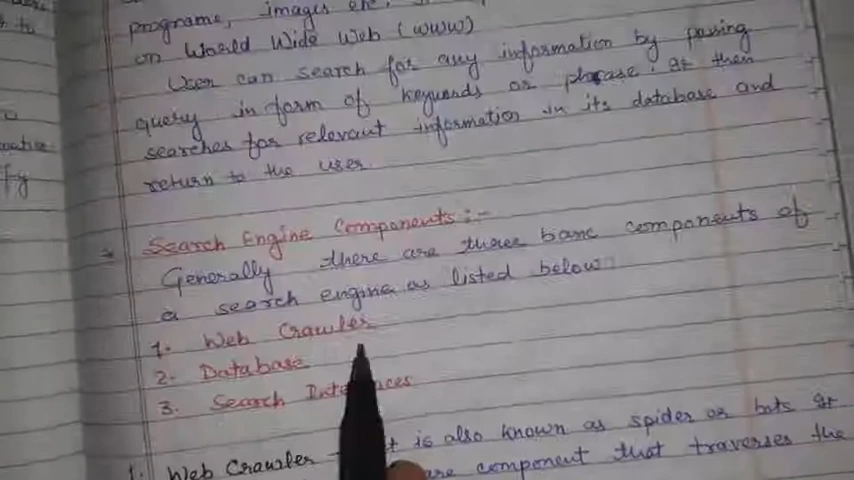 programe, images etc.
on World Wide Web (www)
User can search for any information by passing
query in form of keywords or phrase. It then
searches for relevant information in its database and
return to the user.
Search Engine Components :-
Generally there are three basic components of
a search engine as listed below:
1. Web Crawler
2. Database
3. Search Interfaces
1. Web Crawler - It is also known as spider or bots. It
component that traverses the